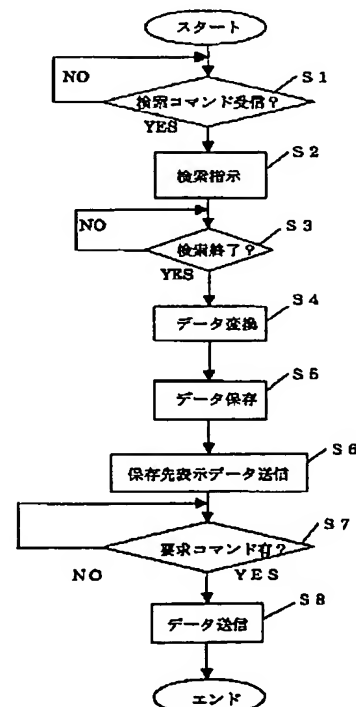 スタート
NO
S1
検索コマンド受信?
YES
S2
検索指示
NO
S3
検索終了?
YES
S4
データ変換
S5
データ保存
S6
保存先表示データ送信
S7
要求コマンド有?
NO
YES
S8
データ送信
エンド